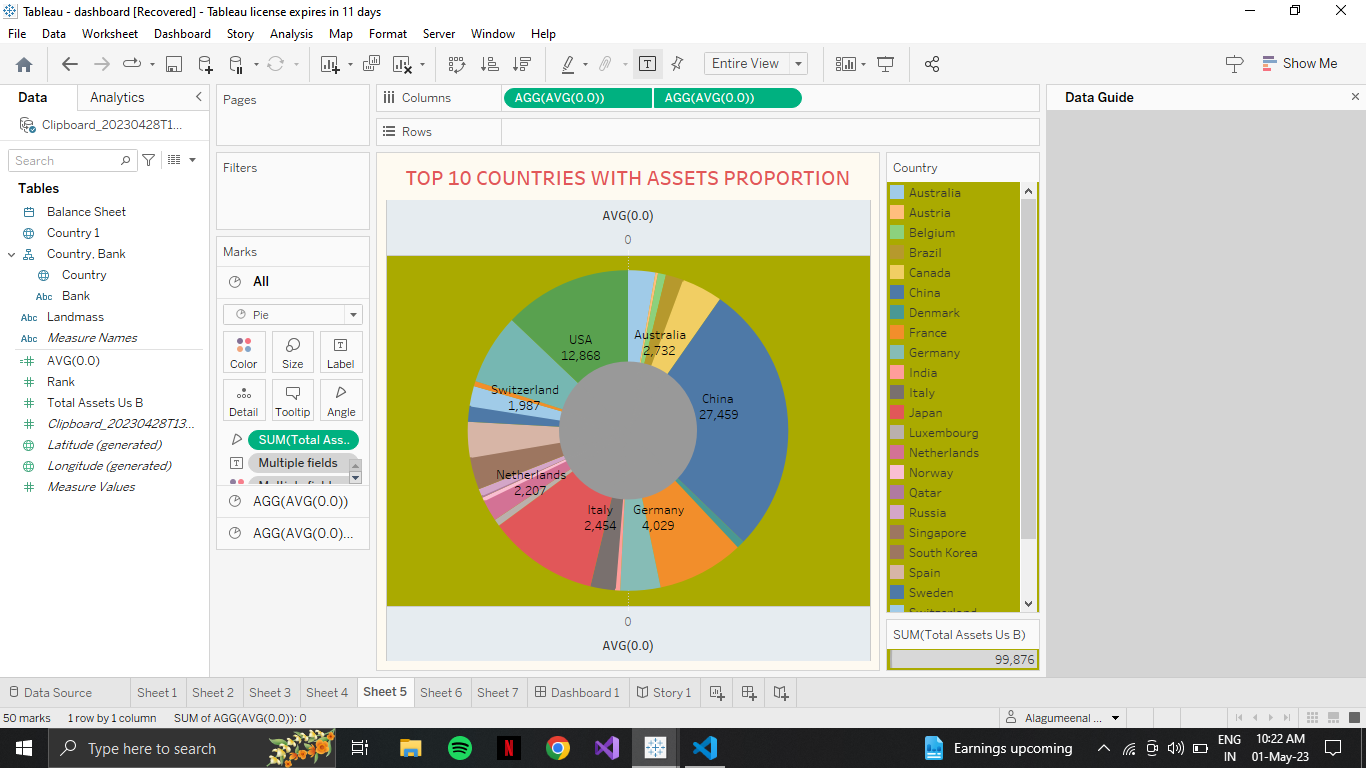 Tableau - dashboard [Recovered] - Tableau license expires in 11 days
File Data Worksheet Dashboard Story Analysis Map Format Server Window Help
Entire View
Show Me
Data Analytics
Clipboard_20230428T1...
Search
Tables
Balance Sheet
Country 1
Country, Bank
Country
Abc Bank
Abc Landmass
Abc Measure Names
AVG(0.0)
Rank
Total Assets Us B
Clipboard_20230428T13...
Latitude (generated)
Longitude (generated)
Measure Values
Pages
Filters
Marks
All
Pie
Color Size Label
Detail Tooltip Angle
SUM(Total Ass..
Multiple fields
AGG(AVG(0.0))
AGG(AVG(0.0)...
Columns AGG(AVG(0.0)) AGG(AVG(0.0))
Rows
TOP 10 COUNTRIES WITH ASSETS PROPORTION
AVG(0.0)
0
USA
12,868
Australia
2,732
Switzerland
1,987
China
27,459
Netherlands
2,207
Italy
2,454
Germany
4,029
0
AVG(0.0)
Country
Australia
Austria
Belgium
Brazil
Canada
China
Denmark
France
Germany
India
Italy
Japan
Luxembourg
Netherlands
Norway
Qatar
Russia
Singapore
South Korea
Spain
Sweden
Switzerland
SUM(Total Assets Us B)
99,876
Data Guide
Data Source Sheet 1 Sheet 2 Sheet 3 Sheet 4 Sheet 5 Sheet 6 Sheet 7 Dashboard 1 Story 1
50 marks 1 row by 1 column SUM of AGG(AVG(0.0)): 0
Alagumeenal ...
Type here to search
Earnings upcoming
ENG
IN
10:22 AM
01-May-23